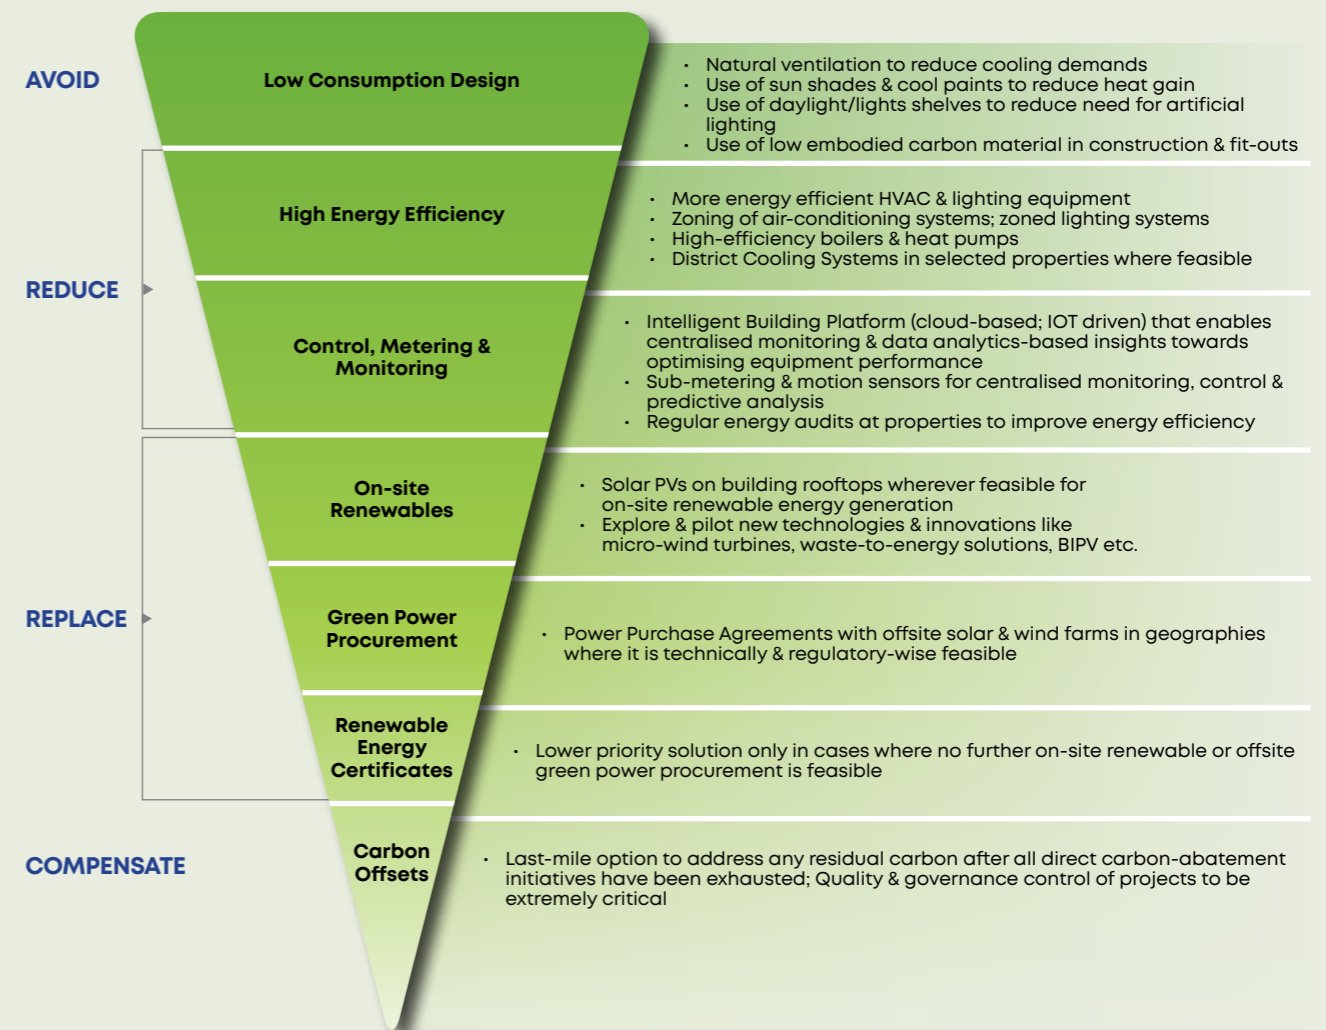 AVOID
Low Consumption Design
· Natural ventilation to reduce cooling demands
· Use of sun shades & cool paints to reduce heat gain
· Use of daylight/lights shelves to reduce need for artificial
lighting
· Use of low embodied carbon material in construction & fit-outs
REDUCE
High Energy Efficiency
· More energy efficient HVAC & lighting equipment
· Zoning of air-conditioning systems; zoned lighting systems
· High-efficiency boilers & heat pumps
· District Cooling Systems in selected properties where feasible
Control, Metering &
Monitoring
· Intelligent Building Platform (cloud-based; IOT driven) that enables
centralised monitoring & data analytics-based insights towards
optimising equipment performance
· Sub-metering & motion sensors for centralised monitoring, control &
predictive analysis
· Regular energy audits at properties to improve energy efficiency
REPLACE
On-site
Renewables
· Solar PVs on building rooftops wherever feasible for
on-site renewable energy generation
· Explore & pilot new technologies & innovations like
micro-wind turbines, waste-to-energy solutions, BIPV etc.
Green Power
Procurement
· Power Purchase Agreements with offsite solar & wind farms in geographies
where it is technically & regulatory-wise feasible
Renewable
Energy
Certificates
· Lower priority solution only in cases where no further on-site renewable or offsite
green power procurement is feasible
COMPENSATE
Carbon
Offsets
· Last-mile option to address any residual carbon after all direct carbon-abatement
initiatives have been exhausted; Quality & governance control of projects to be
extremely critical